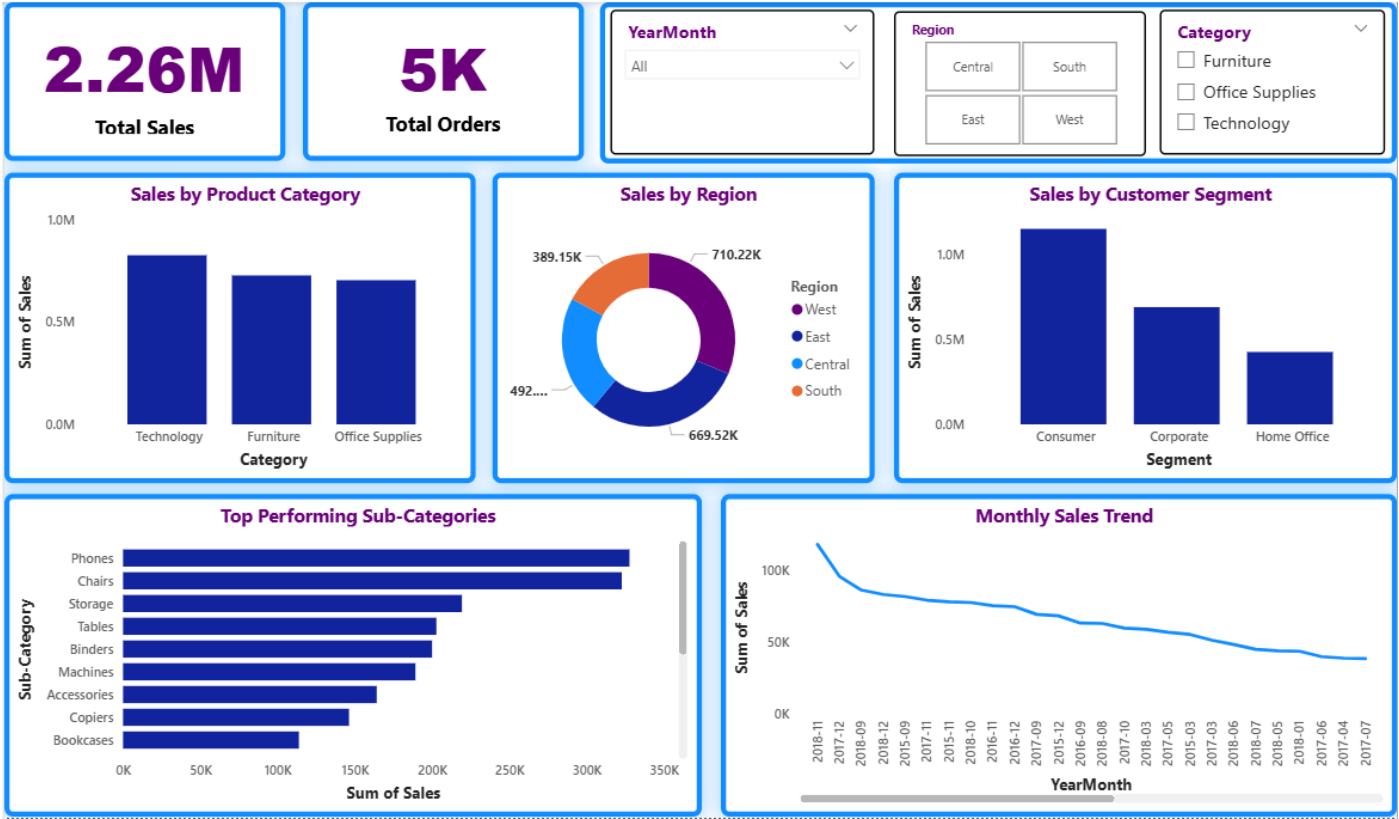 2.26M
Total Sales
5K
Total Orders
YearMonth
All
Region
Central
South
East
West
Category
Furniture
Office Supplies
Technology
Sales by Product Category
Sum of Sales
1.0M
0.5M
0.0M
Technology
Furniture
Office Supplies
Category
Sales by Region
389.15K
710.22K
492....
669.52K
Region
West
East
Central
South
Sales by Customer Segment
Sum of Sales
1.0M
0.5M
0.0M
Consumer
Corporate
Home Office
Segment
Top Performing Sub-Categories
Sub-Category
Phones
Chairs
Storage
Tables
Binders
Machines
Accessories
Copiers
Bookcases
0K
50K
100K
150K
200K
250K
300K
350K
Sum of Sales
Monthly Sales Trend
Sum of Sales
100K
50K
0K
2018-11
2017-12
2018-09
2018-12
2015-09
2017-11
2015-11
2018-10
2016-11
2016-12
2017-09
2015-12
2016-09
2018-08
2017-10
2018-03
2017-05
2015-03
2017-03
2018-06
2018-07
2018-05
2018-01
2017-06
2017-04
2017-07
YearMonth